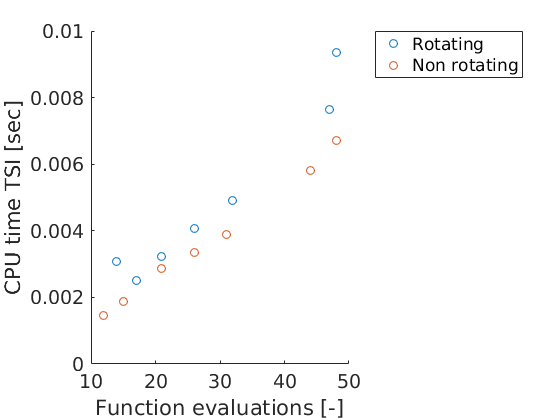 0.01
0.008
0.006
0.004
0.002
0
CPU time TSI [sec]
10 20 30 40 50
Function evaluations [-]
Rotating
Non rotating